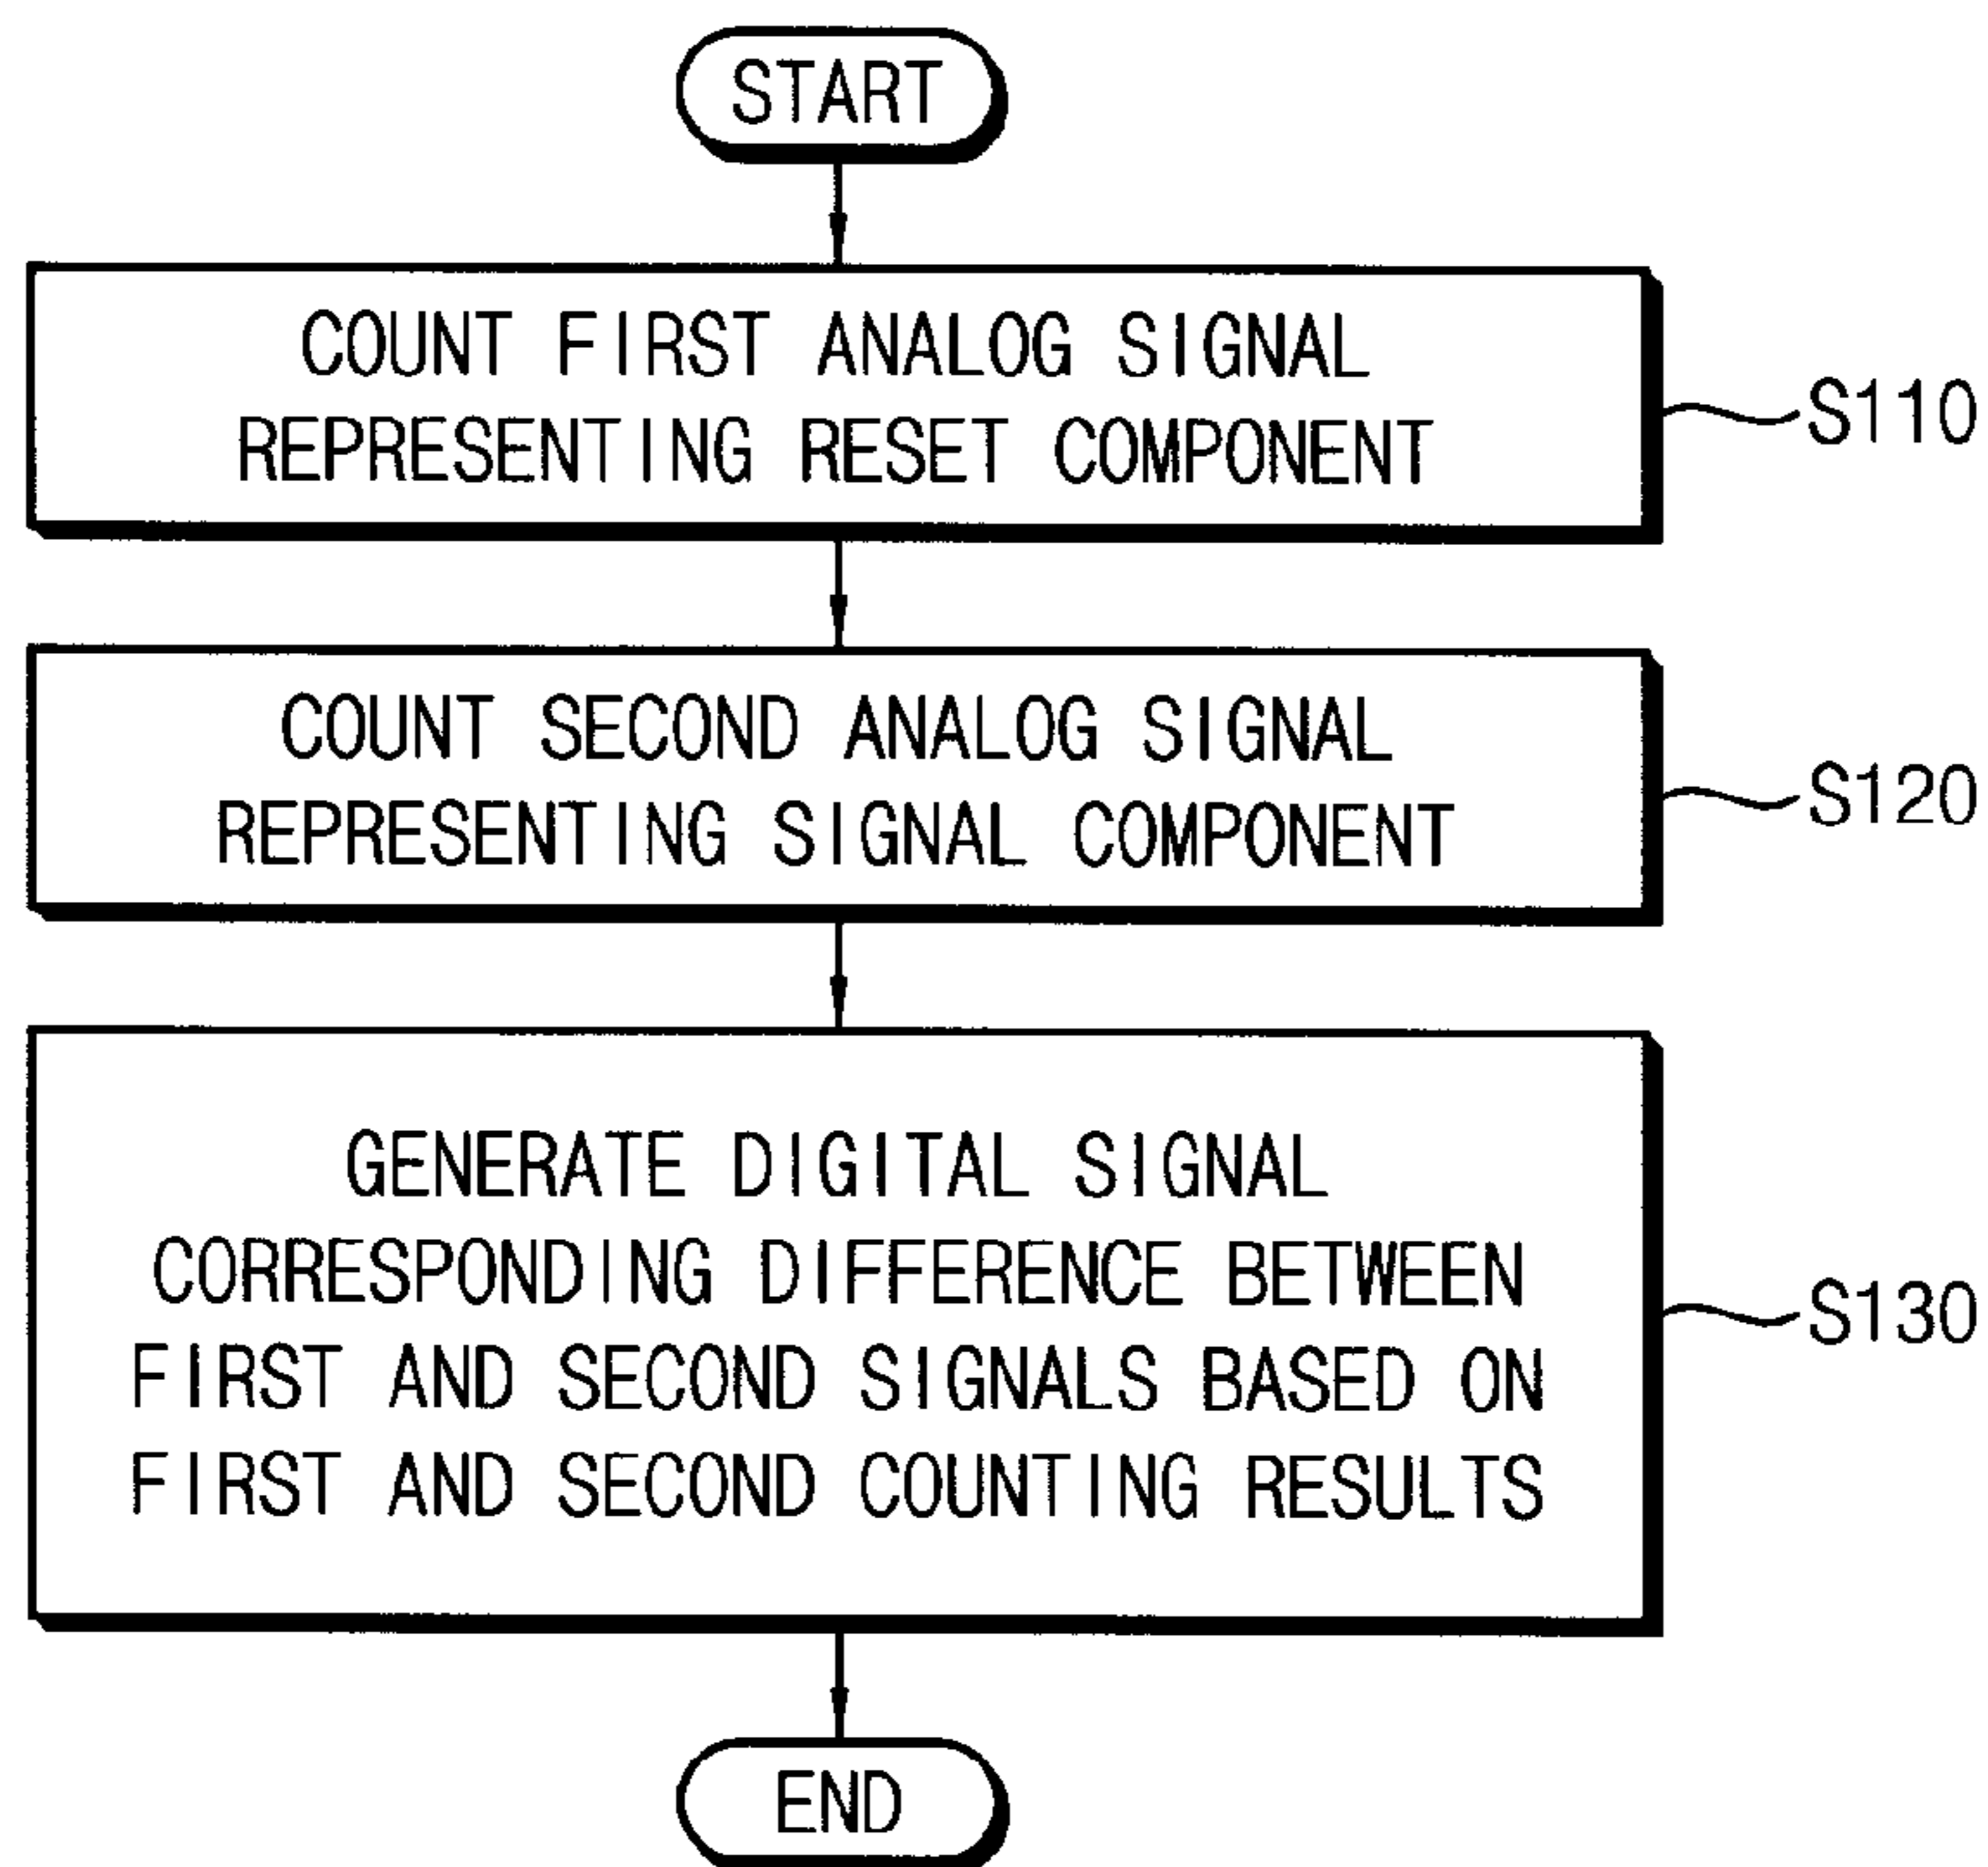 START
COUNT FIRST ANALOG SIGNAL
REPRESENTING RESET COMPONENT
S110
COUNT SECOND ANALOG SIGNAL
REPRESENTING SIGNAL COMPONENT
S120
GENERATE DIGITAL SIGNAL
CORRESPONDING DIFFERENCE BETWEEN
FIRST AND SECOND SIGNALS BASED ON
FIRST AND SECOND COUNTING RESULTS
S130
END